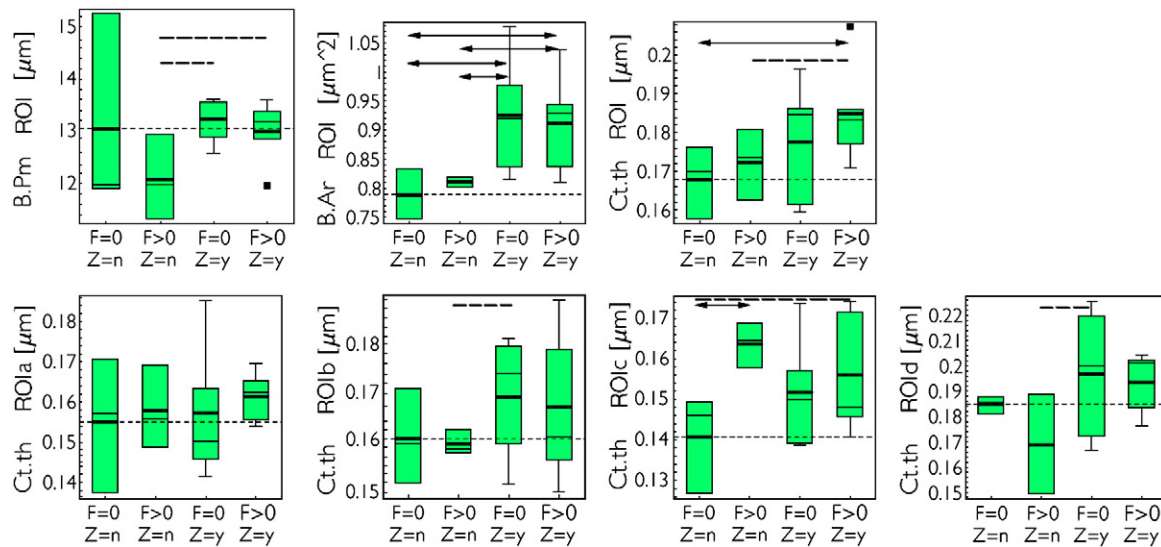 B.Pm ROI [µm]
15
14
13
12
F=0 F>0 F=0 F>0
Z=n Z=n Z=y Z=y
B.Ar ROI [µm^2]
1.05
1
0.95
0.9
0.85
0.8
0.75
F=0 F>0 F=0 F>0
Z=n Z=n Z=y Z=y
Ct.th ROI [µm]
0.2
0.19
0.18
0.17
0.16
F=0 F>0 F=0 F>0
Z=n Z=n Z=y Z=y
Ct.th ROIa [µm]
0.18
0.17
0.16
0.15
0.14
F=0 F>0 F=0 F>0
Z=n Z=n Z=y Z=y
Ct.th ROIb [µm]
0.18
0.17
0.16
0.15
F=0 F>0 F=0 F>0
Z=n Z=n Z=y Z=y
Ct.th ROIc [µm]
0.17
0.16
0.15
0.14
0.13
F=0 F>0 F=0 F>0
Z=n Z=n Z=y Z=y
Ct.th ROId [µm]
0.22
0.21
0.2
0.19
0.18
0.17
0.16
0.15
F=0 F>0 F=0 F>0
Z=n Z=n Z=y Z=y